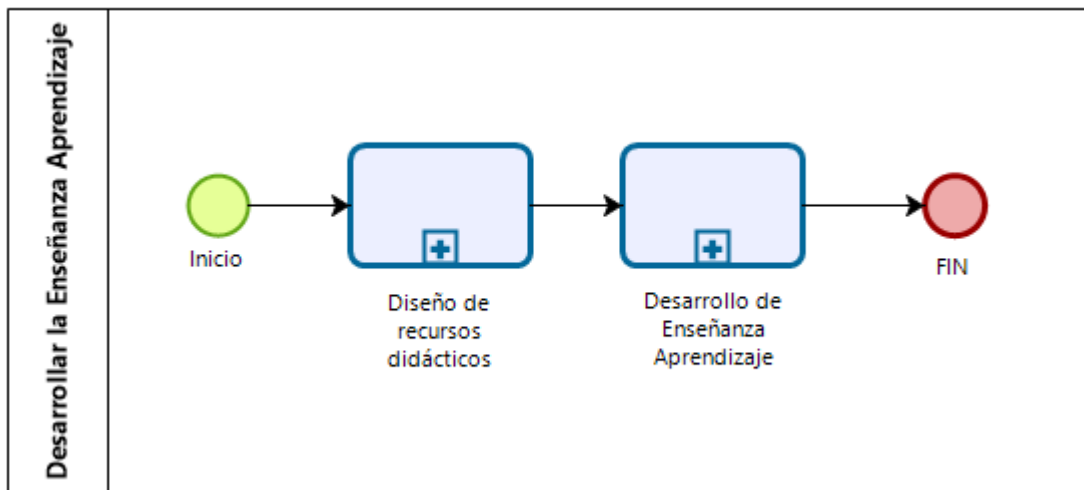 Desarrollar la Enseñanza Aprendizaje
Inicio
Diseño de
recursos
didácticos
Desarrollo de
Enseñanza
Aprendizaje
FIN